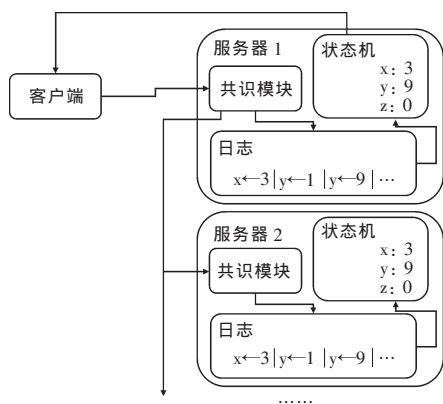 服务器 1
状态机
x: 3
y: 9
z: 0
客户端
共识模块
日志
x←3|y←1 |y←9|…
服务器 2
状态机
x: 3
y: 9
z: 0
共识模块
日志
x←3|y←1 |y←9|…
……